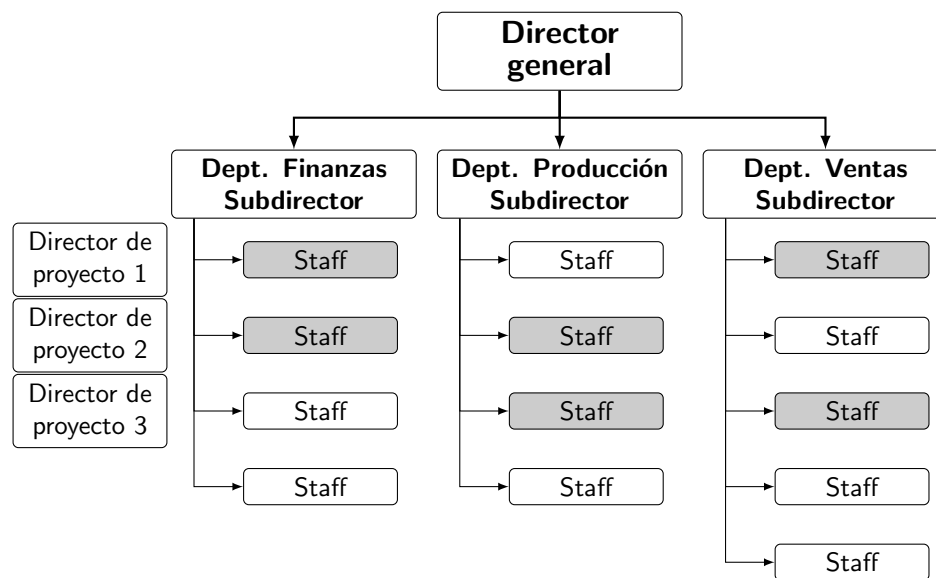 Director
general
Dept. Finanzas
Subdirector
Dept. Producción
Subdirector
Dept. Ventas
Subdirector
Director de
proyecto 1
Staff
Staff
Staff
Director de
proyecto 2
Staff
Staff
Staff
Director de
proyecto 3
Staff
Staff
Staff
Staff
Staff
Staff
Staff